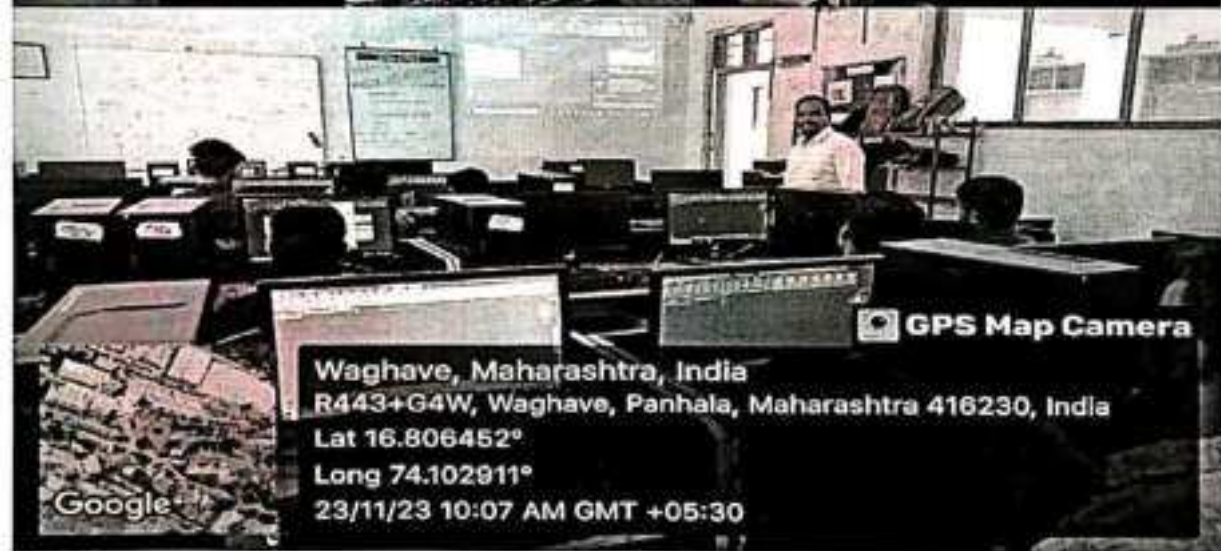 GPS Map Camera
Waghave, Maharashtra, India
R443+G4W, Waghave, Panhala, Maharashtra 416230, India
Lat 16.806452°
Long 74.102911°
23/11/23 10:07 AM GMT +05:30
Google